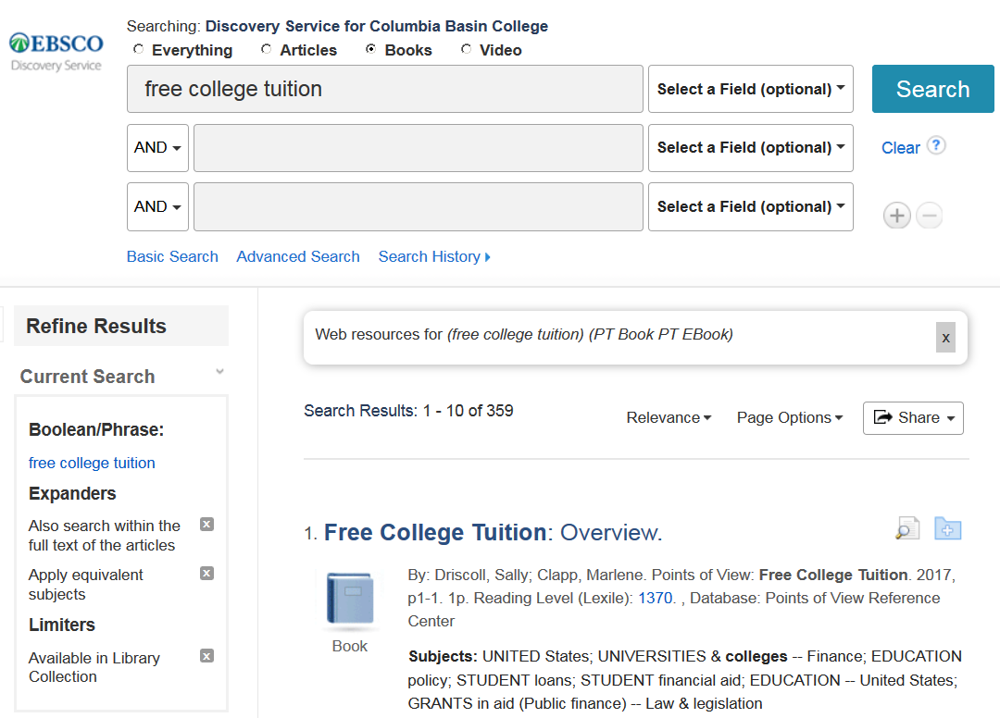 EBSCO
Discovery Service
Searching: Discovery Service for Columbia Basin College
Everything Articles Books Video
free college tuition
Select a Field (optional)
Search
AND
Select a Field (optional)
Clear ?
AND
Select a Field (optional)
Basic Search Advanced Search Search History
Refine Results
Current Search
Boolean/Phrase:
free college tuition
Expanders
Also search within the
full text of the articles
Apply equivalent
subjects
Limiters
Available in Library
Collection
Web resources for (free college tuition) (PT Book PT EBook)
x
Search Results: 1 - 10 of 359
Relevance Page Options Share
1. Free College Tuition: Overview.
Book
By: Driscoll, Sally; Clapp, Marlene. Points of View: Free College Tuition. 2017,
p1-1. 1p. Reading Level (Lexile): 1370. , Database: Points of View Reference
Center
Subjects: UNITED States; UNIVERSITIES & colleges -- Finance; EDUCATION
policy; STUDENT loans; STUDENT financial aid; EDUCATION -- United States;
GRANTS in aid (Public finance) -- Law & legislation